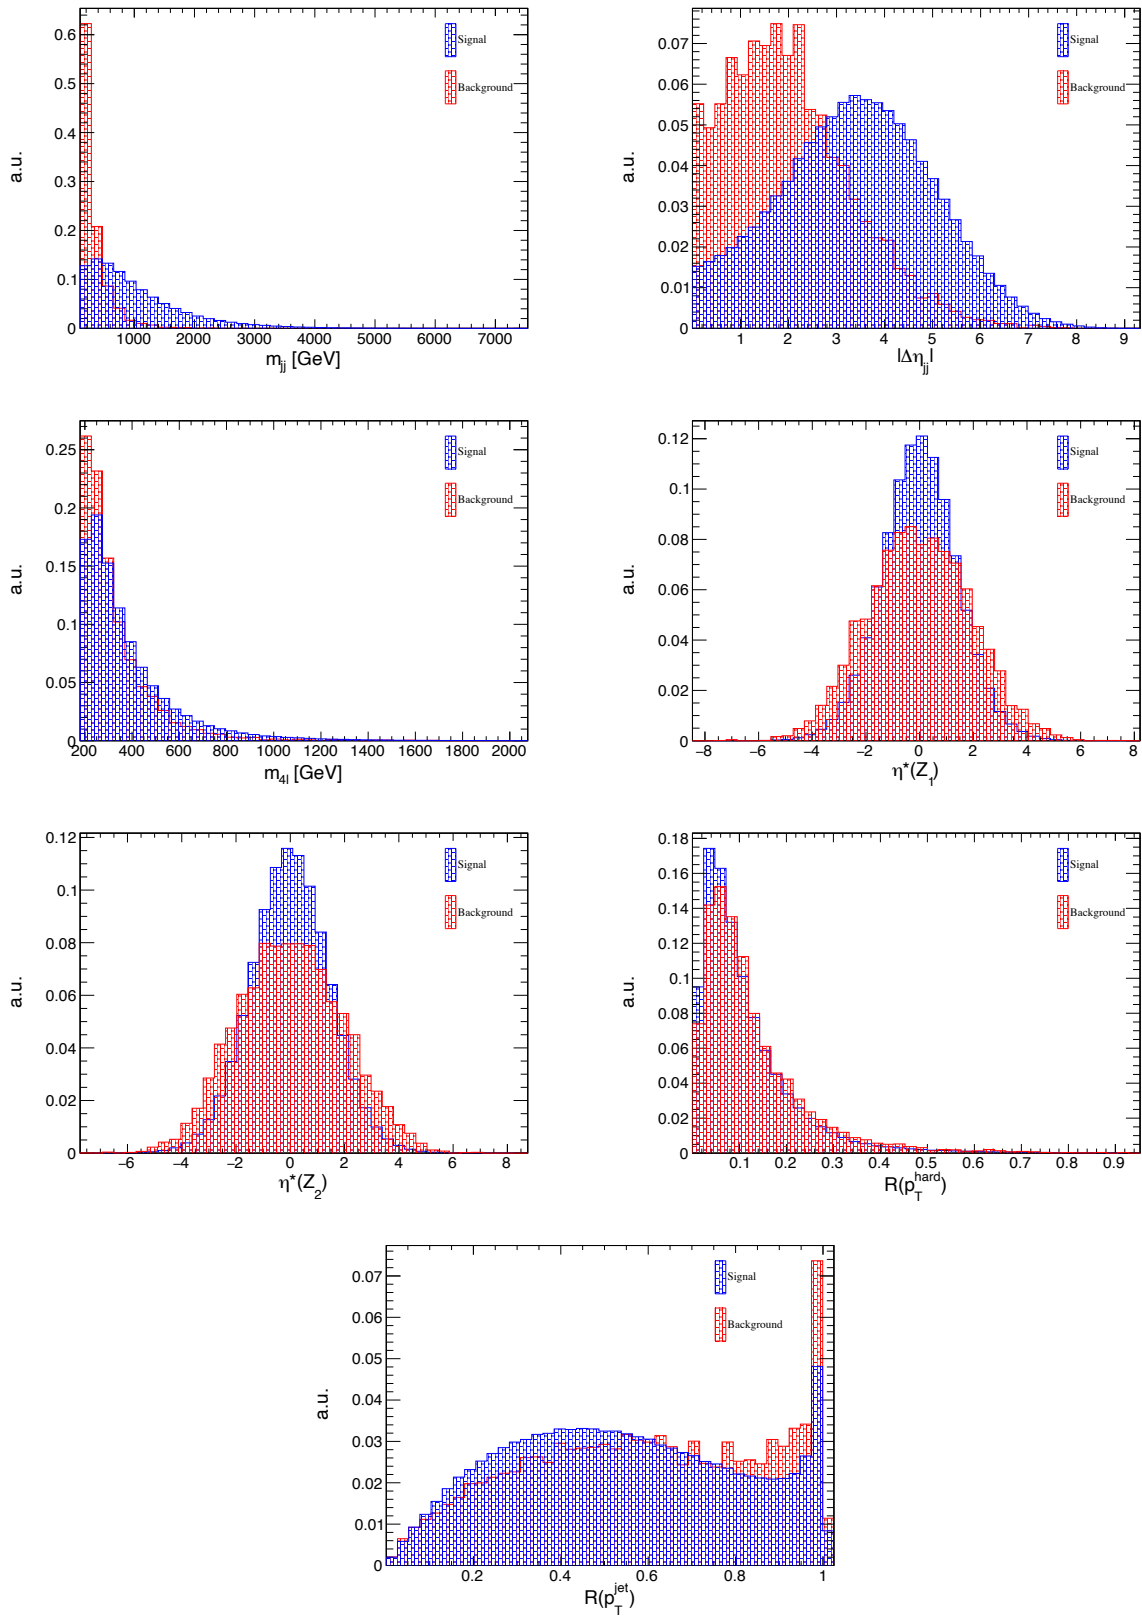 0.6
0.5
0.4
0.3
0.2
0.1
0
a.u.
Signal
Background
1000 2000 3000 4000 5000 6000 7000
m_jj [GeV]
0.07
0.06
0.05
0.04
0.03
0.02
0.01
0
a.u.
Signal
Background
1 2 3 4 5 6 7 8 9
|Δη_jj|
0.25
0.2
0.15
0.1
0.05
0
a.u.
Signal
Background
200 400 600 800 1000 1200 1400 1600 1800 2000
m_4l [GeV]
0.12
0.1
0.08
0.06
0.04
0.02
0
a.u.
Signal
Background
−8 −6 −4 −2 0 2 4 6 8
η*(Z_1)
0.12
0.1
0.08
0.06
0.04
0.02
0
a.u.
Signal
Background
−6 −4 −2 0 2 4 6 8
η*(Z_2)
0.18
0.16
0.14
0.12
0.1
0.08
0.06
0.04
0.02
0
a.u.
Signal
Background
0.1 0.2 0.3 0.4 0.5 0.6 0.7 0.8 0.9
R(p_T^hard)
0.07
0.06
0.05
0.04
0.03
0.02
0.01
0
a.u.
Signal
Background
0.2 0.4 0.6 0.8 1
R(p_T^jet)